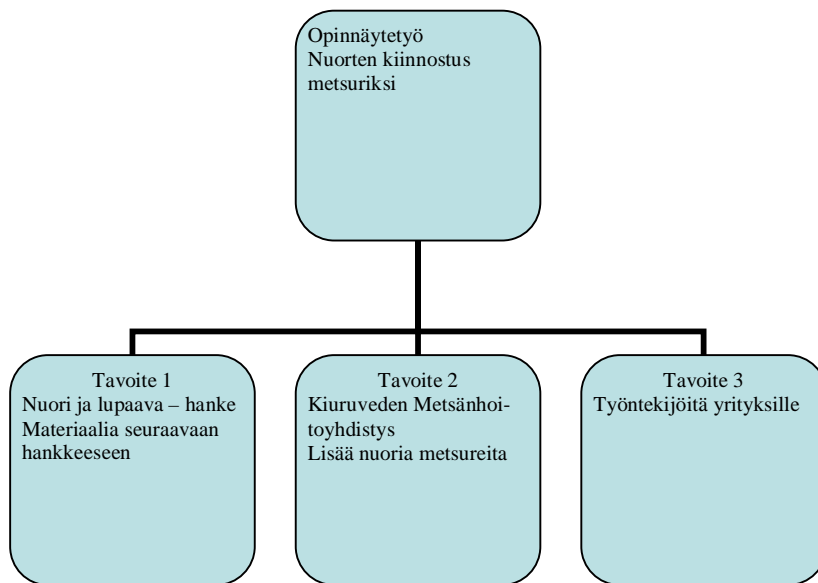 Opinnäytetyö
Nuorten kiinnostus
metsuriksi
Tavoite 1
Nuori ja lupaava – hanke
Materiaalia seuraavaan
hankkeeseen
Tavoite 2
Kiuruveden Metsänhoi-
toyhdistys
Lisää nuoria metsureita
Tavoite 3
Työntekijöitä yrityksille